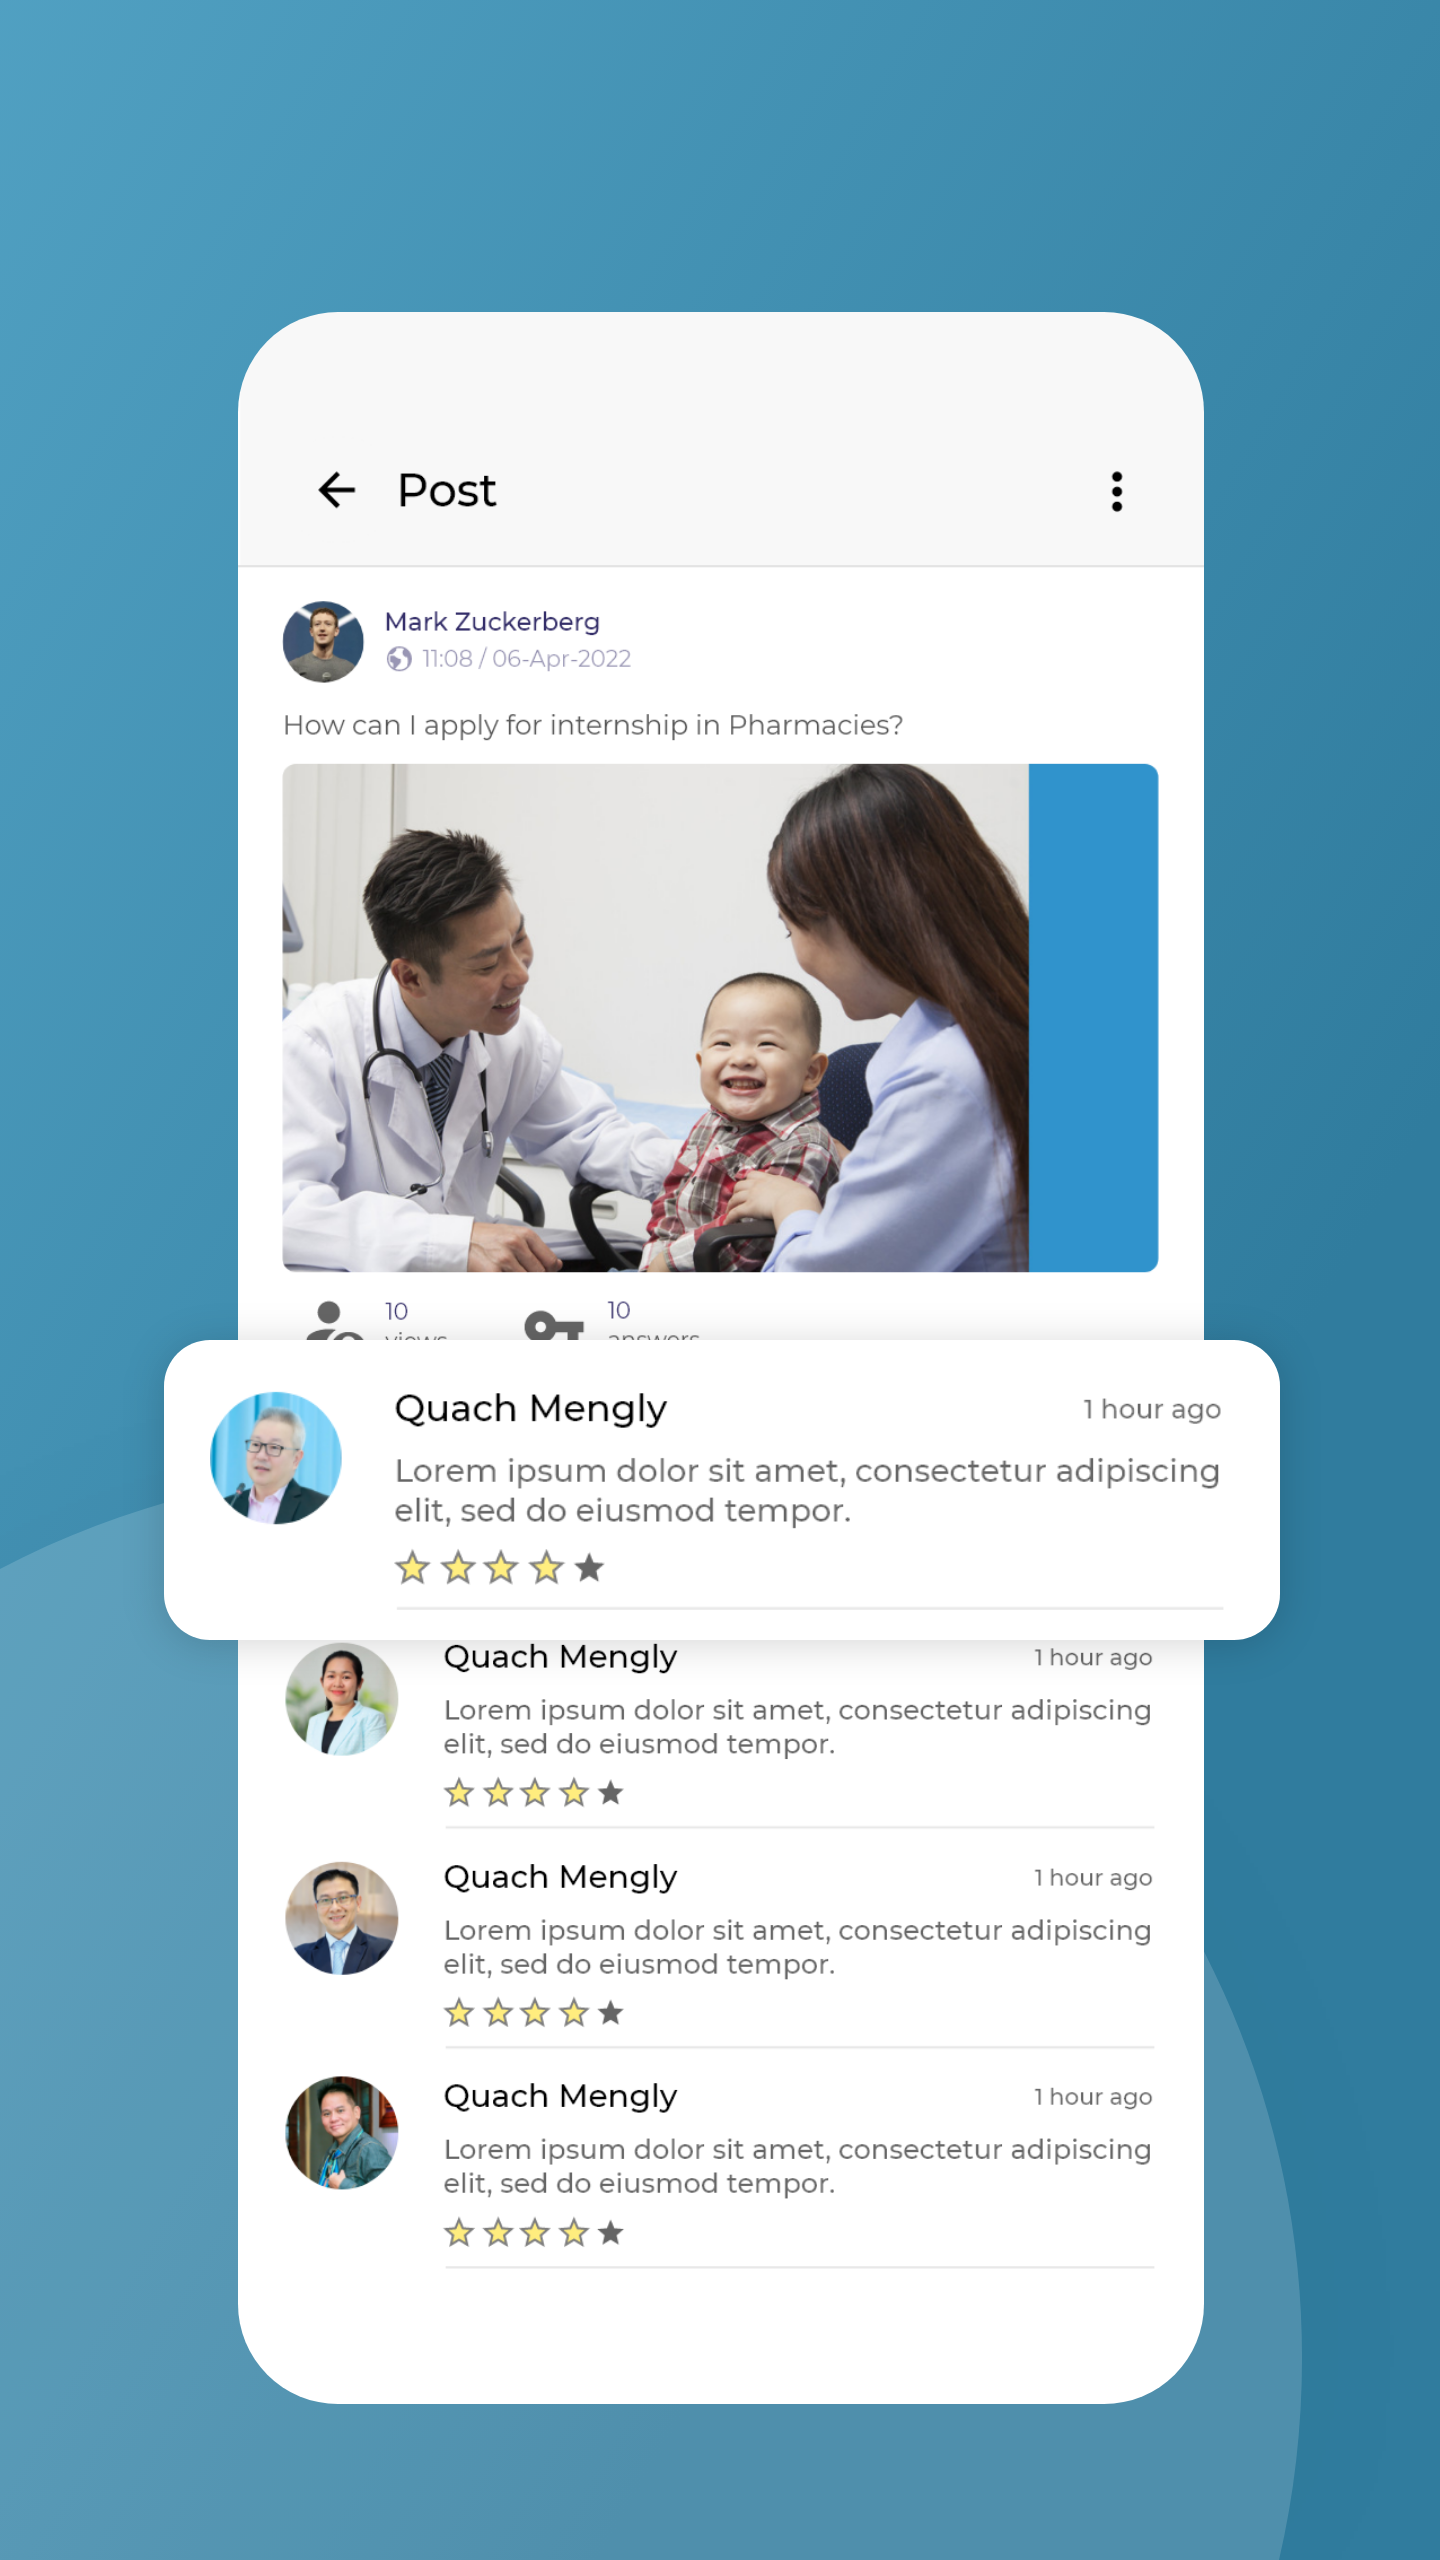 Post
Mark Zuckerberg
11:08 / 06-Apr-2022
How can I apply for internship in Pharmacies?
10
views
10
answers
Quach Mengly
1 hour ago
Lorem ipsum dolor sit amet, consectetur adipiscing
elit, sed do eiusmod tempor.
Quach Mengly
1 hour ago
Lorem ipsum dolor sit amet, consectetur adipiscing
elit, sed do eiusmod tempor.
Quach Mengly
1 hour ago
Lorem ipsum dolor sit amet, consectetur adipiscing
elit, sed do eiusmod tempor.
Quach Mengly
1 hour ago
Lorem ipsum dolor sit amet, consectetur adipiscing
elit, sed do eiusmod tempor.